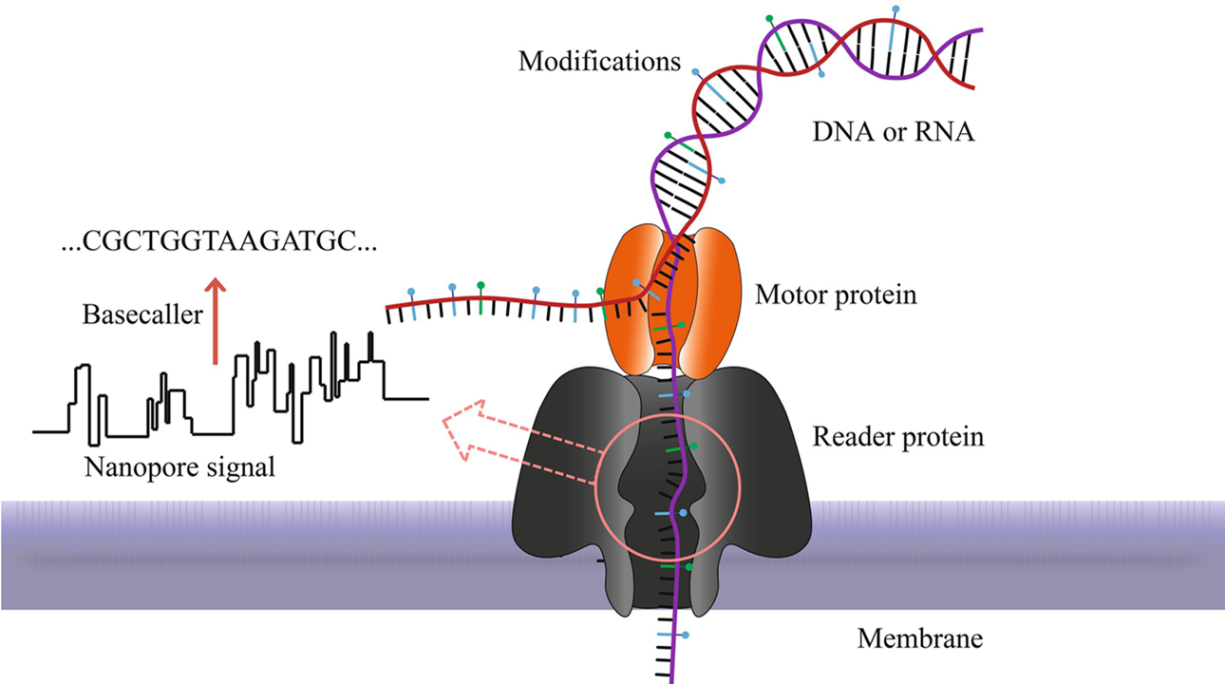 Modifications
DNA or RNA
...CGCTGGTAAGATGC...
Basecaller
Motor protein
Reader protein
Nanopore signal
Membrane